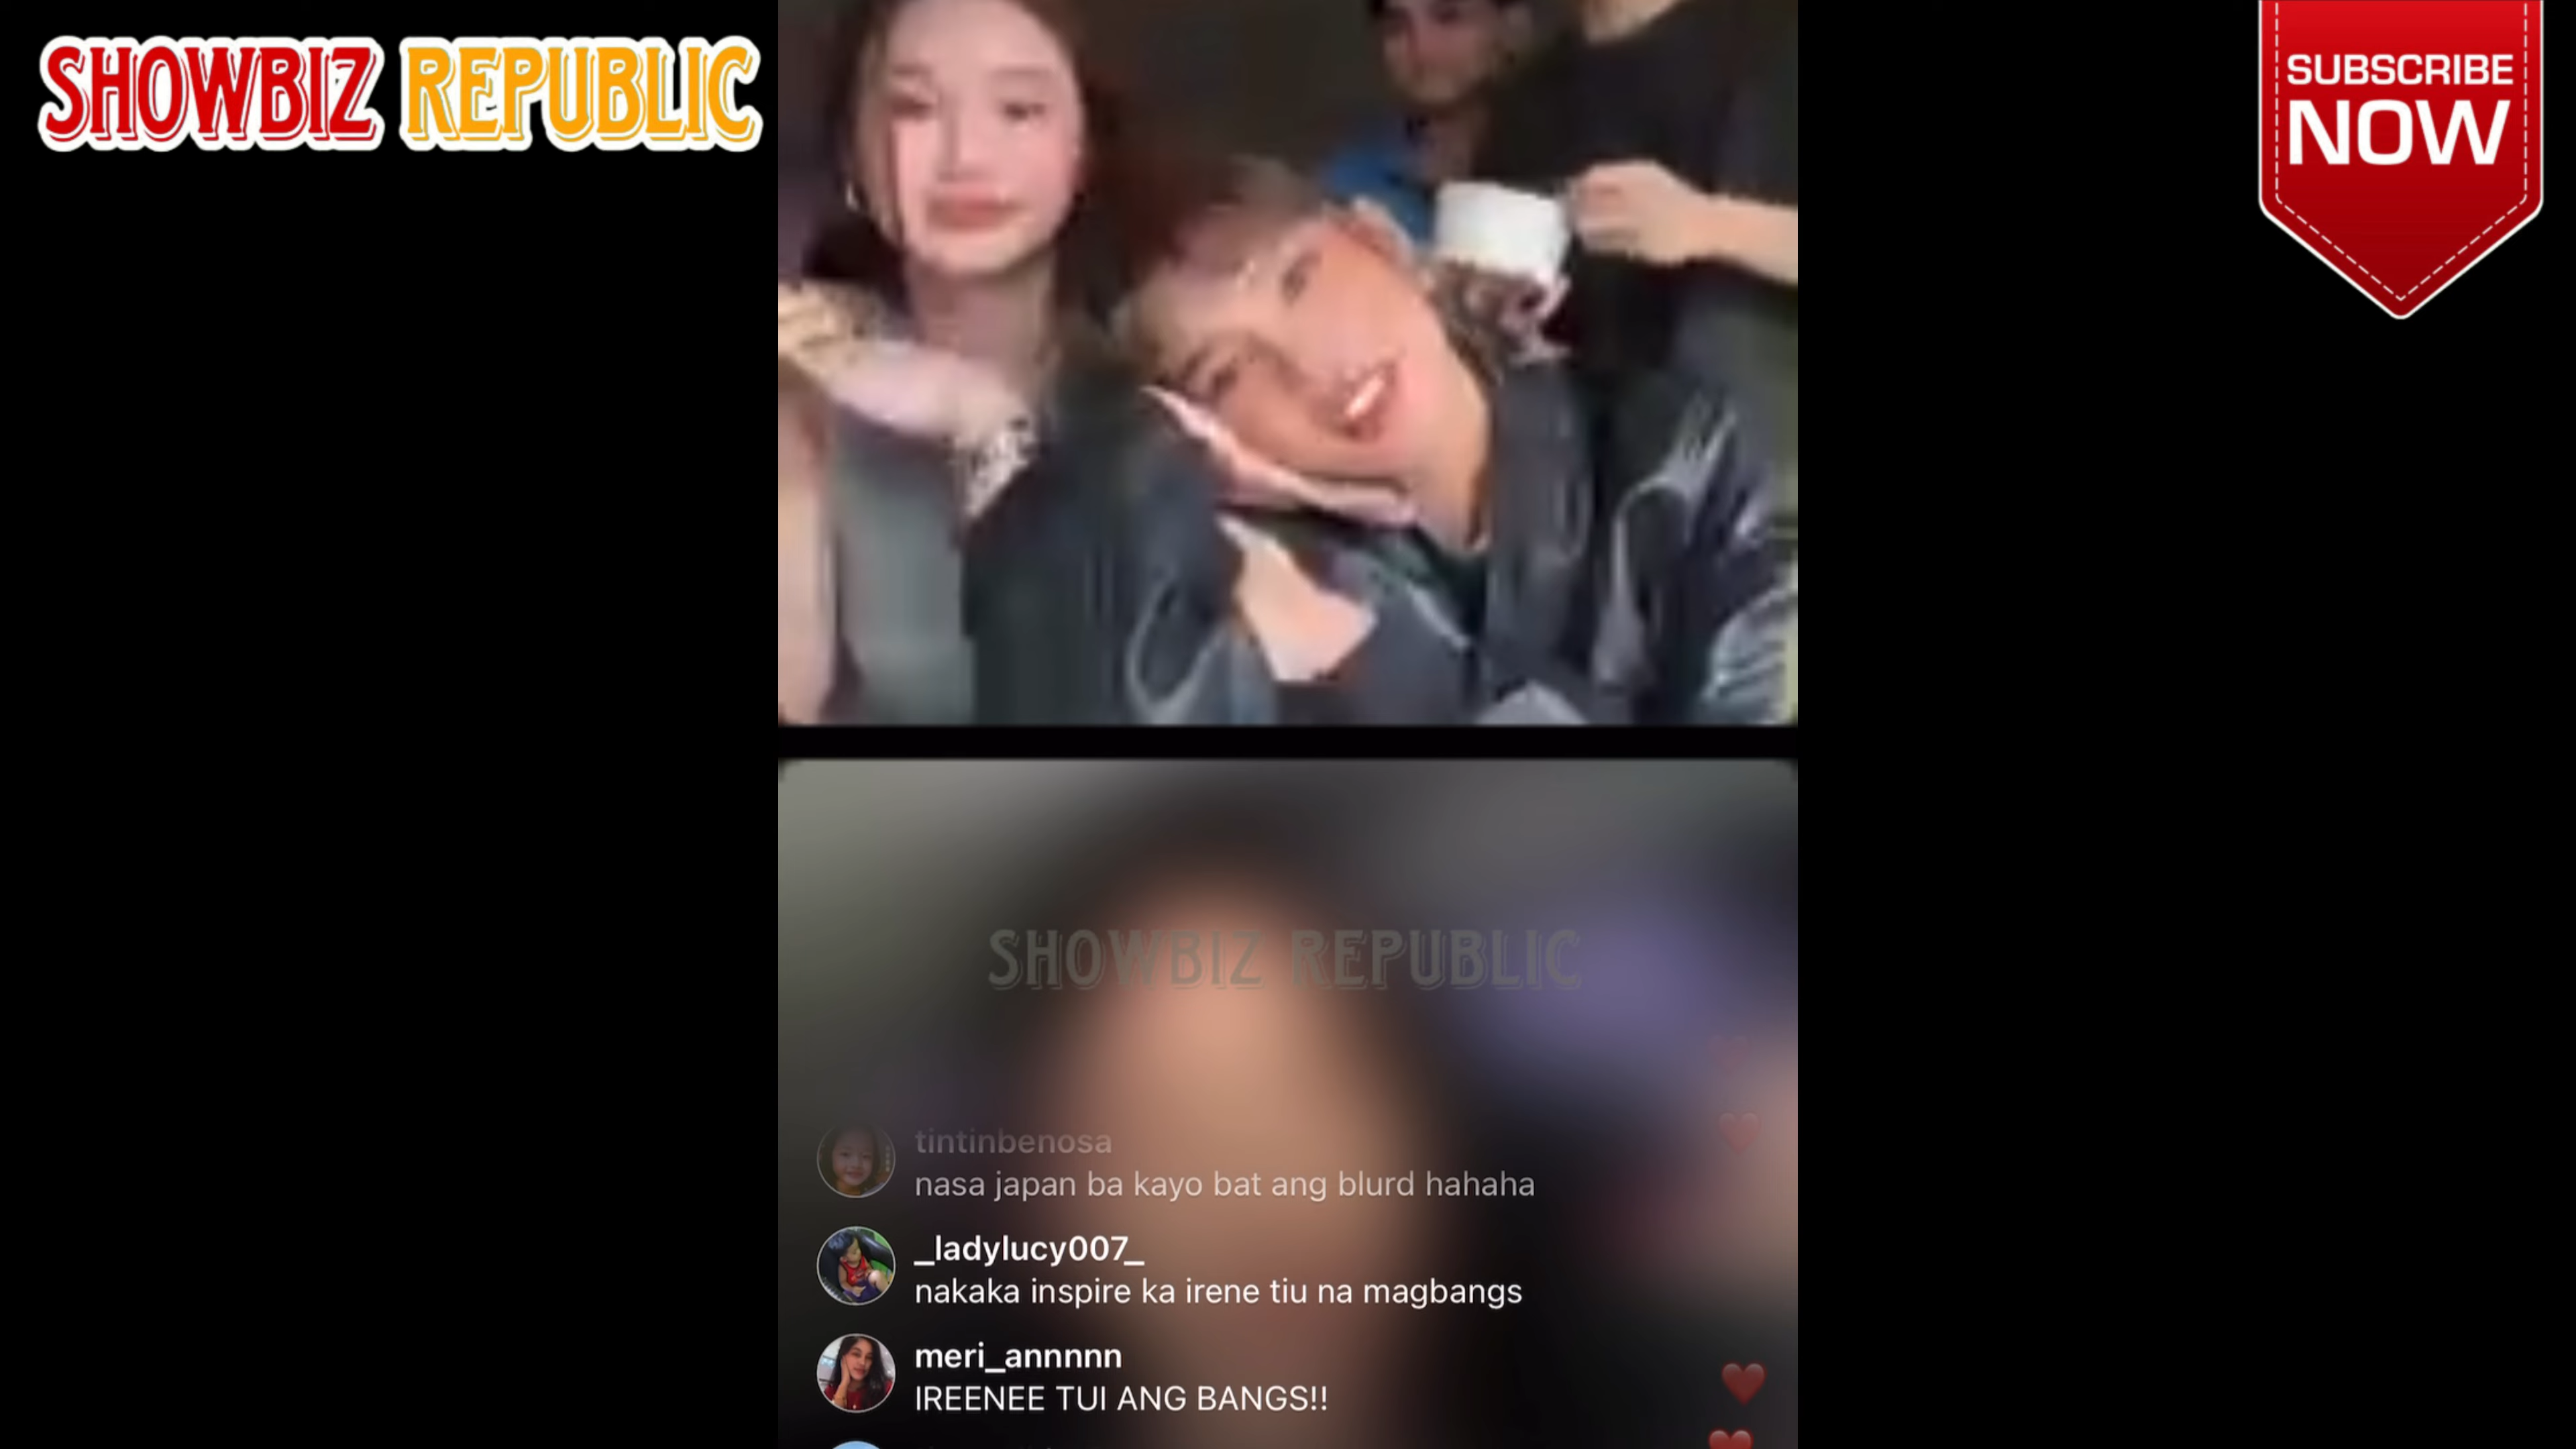 SHOWBIZ REPUBLIC
SUBSCRIBE
NOW
SHOWBIZ REPUBLIC
tintinbenosa
nasa japan ba kayo bat ang blurd hahaha
_ladylucy007_
nakaka inspire ka irene tiu na magbangs
meri_annnnn
IREENEE TUI ANG BANGS!!